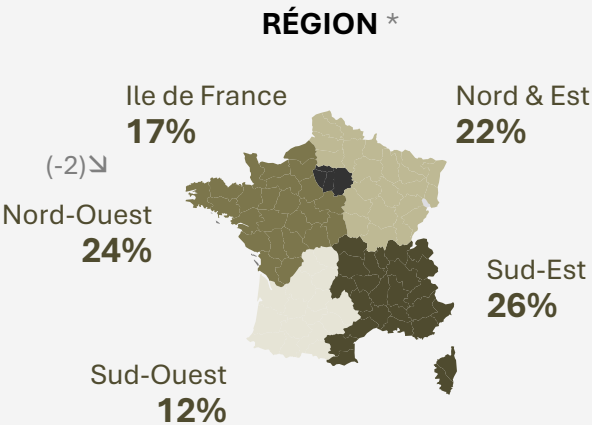 RÉGION *
Ile de France
17%
Nord & Est
22%
(-2)↘
Nord-Ouest
24%
Sud-Est
26%
Sud-Ouest
12%